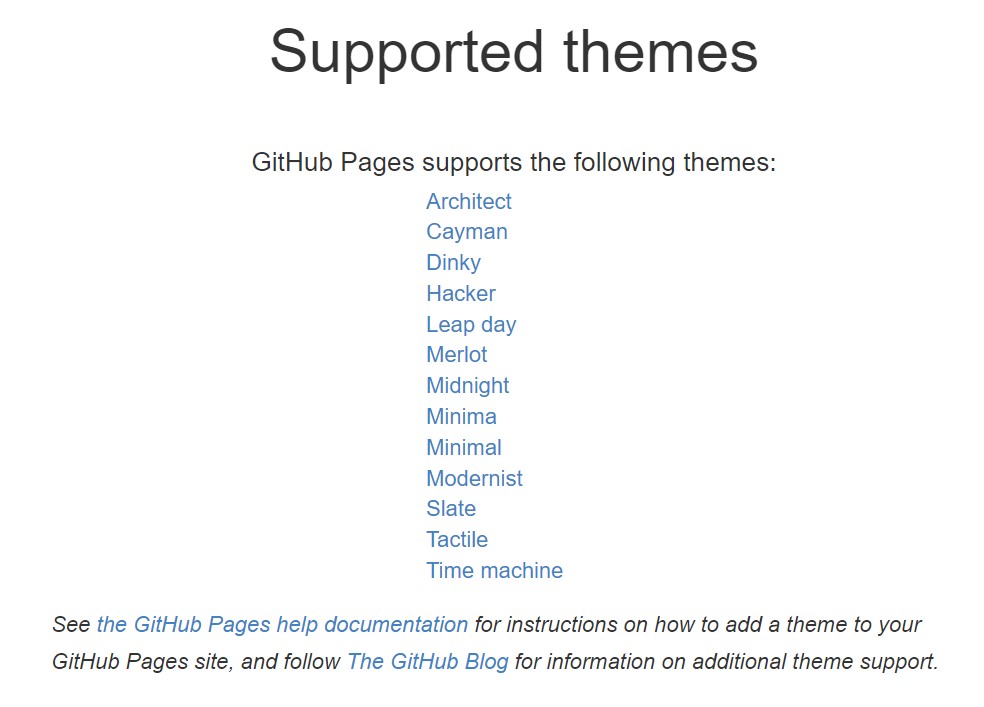 Supported themes
GitHub Pages supports the following themes:
Architect
Cayman
Dinky
Hacker
Leap day
Merlot
Midnight
Minima
Minimal
Modernist
Slate
Tactile
Time machine
See the GitHub Pages help documentation for instructions on how to add a theme to your
GitHub Pages site, and follow The GitHub Blog for information on additional theme support.